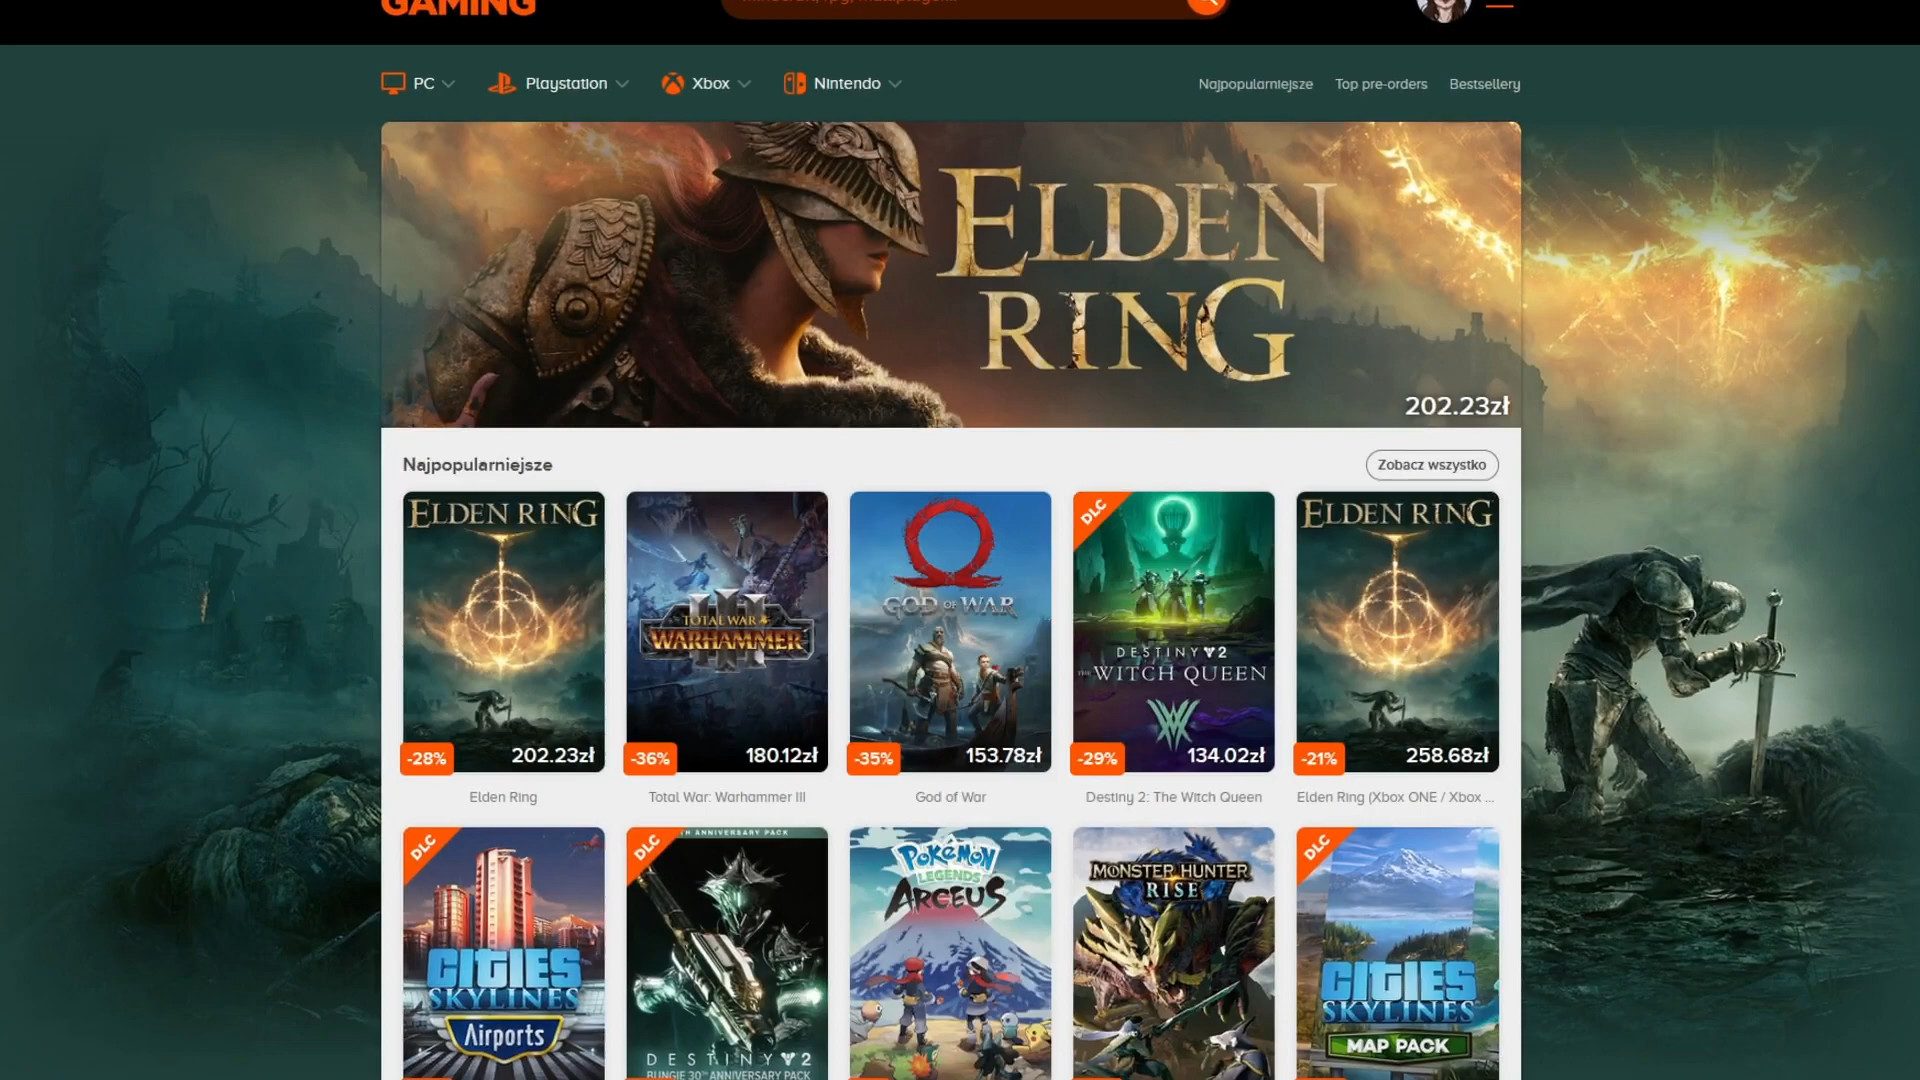 GAMING
PC
Playstation
Xbox
Nintendo
Najpopularniejsze
Top pre-orders
Bestsellery
ELDEN
RING
202.23zł
Najpopularniejsze
Zobacz wszystko
ELDEN RING
-28%
202.23zł
Elden Ring
TOTAL WAR
WARHAMMER
III
-36%
180.12zł
Total War: Warhammer III
GOD OF WAR
-35%
153.78zł
God of War
DLC
DESTINY 2
THE WITCH QUEEN
-29%
134.02zł
Destiny 2: The Witch Queen
ELDEN RING
-21%
258.68zł
Elden Ring (Xbox ONE / Xbox ...
DLC
CITIES
SKYLINES
Airports
DLC
TH ANNIVERSARY PACK
DESTINY 2
BUNGIE 30TH ANNIVERSARY PACK
POKÉMON
LEGENDS
ARCEUS
MONSTER HUNTER
RISE
DLC
CITIES
SKYLINES
MAP PACK